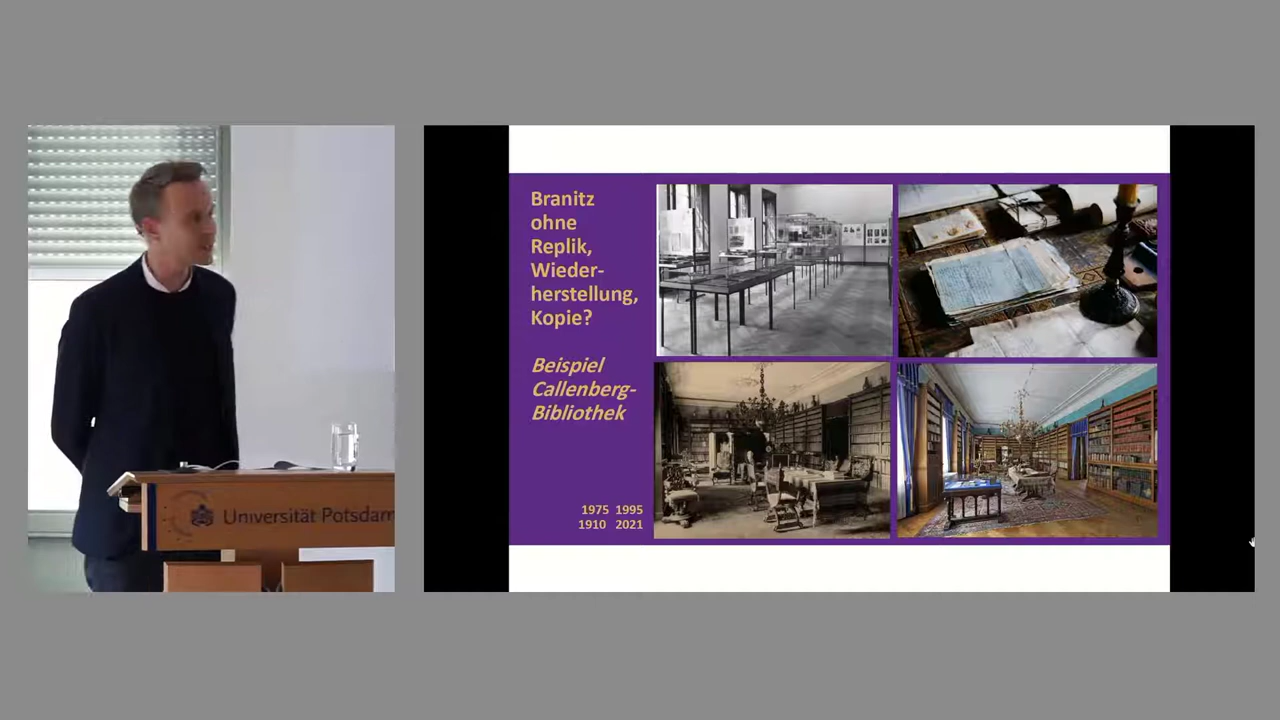 Branitz
ohne
Replik,
Wieder-
herstellung,
Kopie?
Beispiel
Callenberg-
Bibliothek
1975 1995
1910 2021
Universität Potsdam